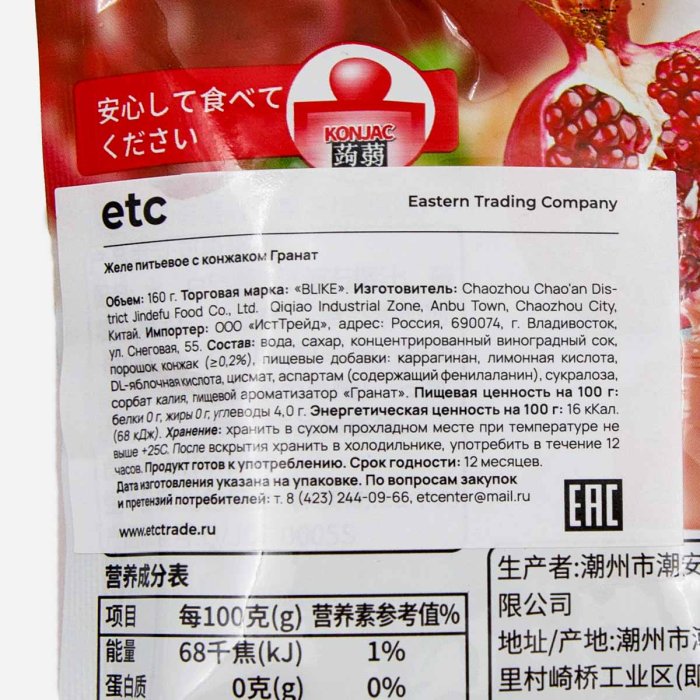 安心して食べて
ください
KONJAC
蒟蒻
etc
Eastern Trading Company
Желе питьевое с конжаком Гранат
Объем: 160 г. Торговая марка: «BLIKE». Изготовитель: Chaozhou Chao'an Dis-
trict Jindefu Food Co., Ltd. Qiqiao Industrial Zone, Anbu Town, Chaozhou City,
Китай. Импортер: ООО «ИстТрейд», адрес: Россия, 690074, г. Владивосток,
ул. Снеговая, 55. Состав: вода, сахар, концентрированный виноградный сок,
порошок конжак (≥0,2%), пищевые добавки: каррагинан, лимонная кислота,
DL-яблочная кислота, цисмат, аспартам (содержащий фенилаланин), сукралоза,
сорбат калия, пищевой ароматизатор «Гранат». Пищевая ценность на 100 г:
белки 0 г, жиры 0 г, углеводы 4,0 г. Энергетическая ценность на 100 г: 16 кКал.
(68 кДж). Хранение: хранить в сухом прохладном месте при температуре не
выше +25С. После вскрытия хранить в холодильнике, употребить в течение 12
часов. Продукт готов к употреблению. Срок годности: 12 месяцев.
Дата изготовления указана на упаковке. По вопросам закупок
и претензий потребителей: т. 8 (423) 244-09-66, etcenter@mail.ru
EAC
www.etctrade.ru
营养成分表
项目 每100克(g) 营养素参考值%
能量 68千焦(kJ) 1%
蛋白质 0克(g) 0%
生产者:潮州市潮安
限公司
地址/产地:潮州市潮
里村崎桥工业区(即